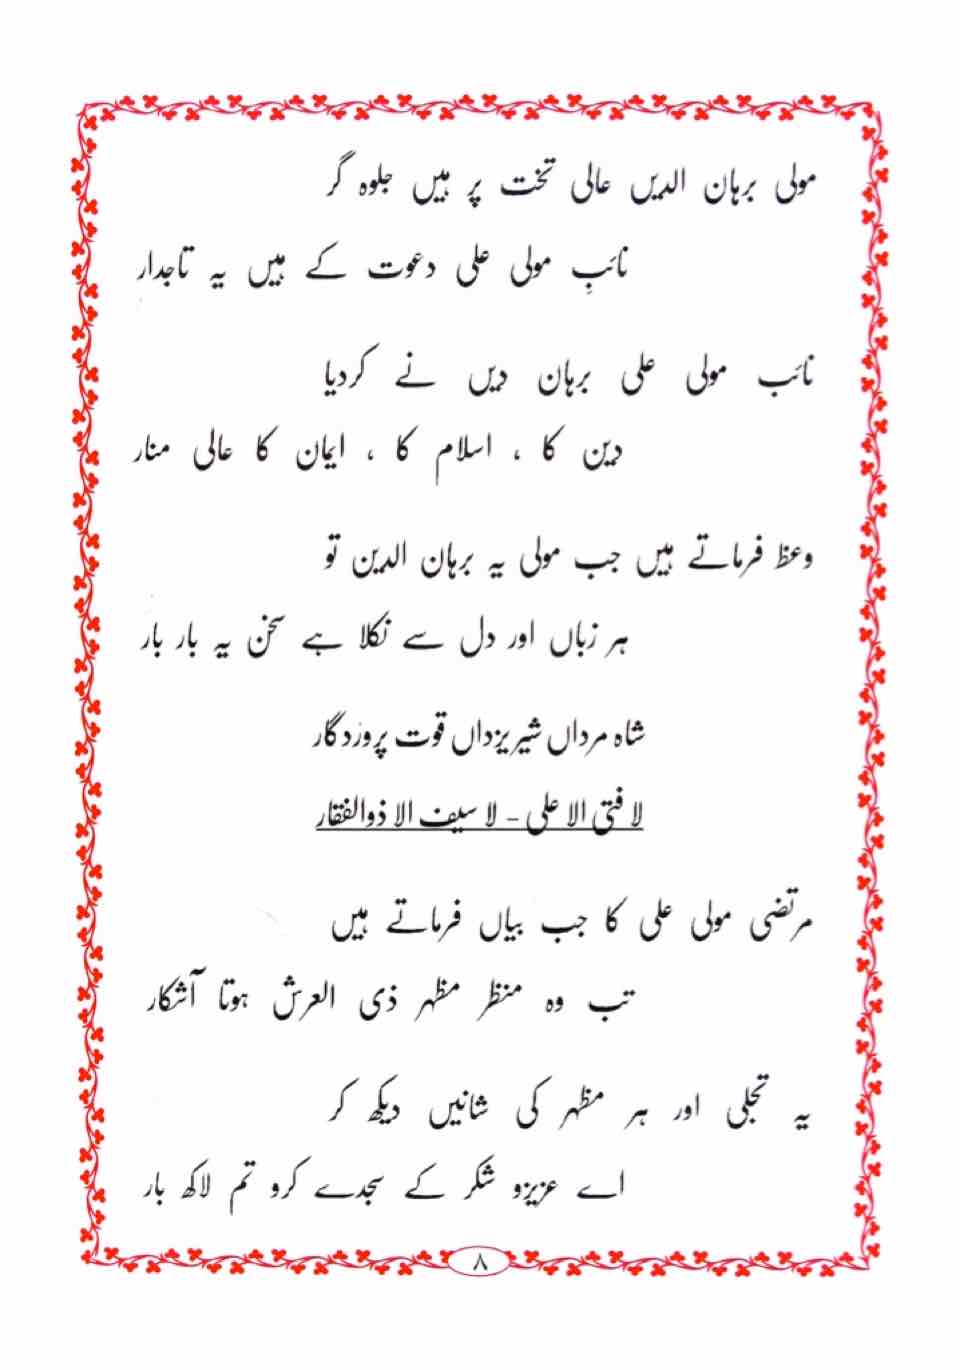 مولی برہان الدیں عالی تخت پر ہیں جلوہ گر
نائبِ مولی علی دعوت کے ہیں یہ تاجدار
نائب مولی علی برہان دیں نے کردیا
دین کا ، اسلام کا ، ایمان کا عالی منار
وعظ فرماتے ہیں جب مولی یہ برہان الدین تو
ہر زباں اور دل سے نکلا ہے سخن یہ بار بار
شاہ مرداں شیر یزداں قوت پروردگار
لا فتی الا علی - لا سیف الا ذوالفقار
مرتضی مولی علی کا جب بیاں فرماتے ہیں
تب وہ منظر مظہر ذی العرش ہوتا آشکار
یہ تجلی اور ہر مظہر کی شانیں دیکھ کر
اے عزیزو شکر کے سجدے کرو تم لاکھ بار
٨